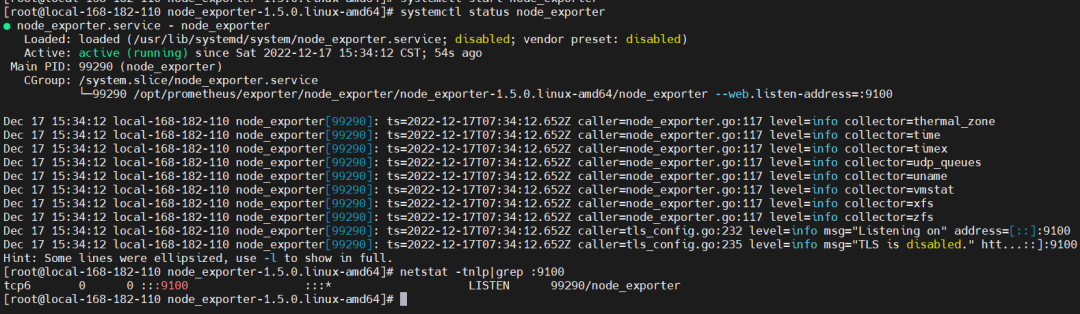 [root@local-168-182-110 node_exporter-1.5.0.linux-amd64]# systemctl start node_exporter
[root@local-168-182-110 node_exporter-1.5.0.linux-amd64]# systemctl status node_exporter
● node_exporter.service - node_exporter
   Loaded: loaded (/usr/lib/systemd/system/node_exporter.service; disabled; vendor preset: disabled)
   Active: active (running) since Sat 2022-12-17 15:34:12 CST; 54s ago
 Main PID: 99290 (node_exporter)
   CGroup: /system.slice/node_exporter.service
           └─99290 /opt/prometheus/exporter/node_exporter/node_exporter-1.5.0.linux-amd64/node_exporter --web.listen-address=:9100
Dec 17 15:34:12 local-168-182-110 node_exporter[99290]: ts=2022-12-17T07:34:12.652Z caller=node_exporter.go:117 level=info collector=thermal_zone
Dec 17 15:34:12 local-168-182-110 node_exporter[99290]: ts=2022-12-17T07:34:12.652Z caller=node_exporter.go:117 level=info collector=time
Dec 17 15:34:12 local-168-182-110 node_exporter[99290]: ts=2022-12-17T07:34:12.652Z caller=node_exporter.go:117 level=info collector=timex
Dec 17 15:34:12 local-168-182-110 node_exporter[99290]: ts=2022-12-17T07:34:12.652Z caller=node_exporter.go:117 level=info collector=udp_queues
Dec 17 15:34:12 local-168-182-110 node_exporter[99290]: ts=2022-12-17T07:34:12.652Z caller=node_exporter.go:117 level=info collector=uname
Dec 17 15:34:12 local-168-182-110 node_exporter[99290]: ts=2022-12-17T07:34:12.652Z caller=node_exporter.go:117 level=info collector=vmstat
Dec 17 15:34:12 local-168-182-110 node_exporter[99290]: ts=2022-12-17T07:34:12.652Z caller=node_exporter.go:117 level=info collector=xfs
Dec 17 15:34:12 local-168-182-110 node_exporter[99290]: ts=2022-12-17T07:34:12.652Z caller=node_exporter.go:117 level=info collector=zfs
Dec 17 15:34:12 local-168-182-110 node_exporter[99290]: ts=2022-12-17T07:34:12.652Z caller=tls_config.go:232 level=info msg="Listening on" address=[::]:9100
Dec 17 15:34:12 local-168-182-110 node_exporter[99290]: ts=2022-12-17T07:34:12.652Z caller=tls_config.go:235 level=info msg="TLS is disabled." htt...::]:9100
Hint: Some lines were ellipsized, use -l to show in full.
[root@local-168-182-110 node_exporter-1.5.0.linux-amd64]# netstat -tnlp|grep :9100
tcp6       0      0 :::9100                 :::*                    LISTEN      99290/node_exporter
[root@local-168-182-110 node_exporter-1.5.0.linux-amd64]#